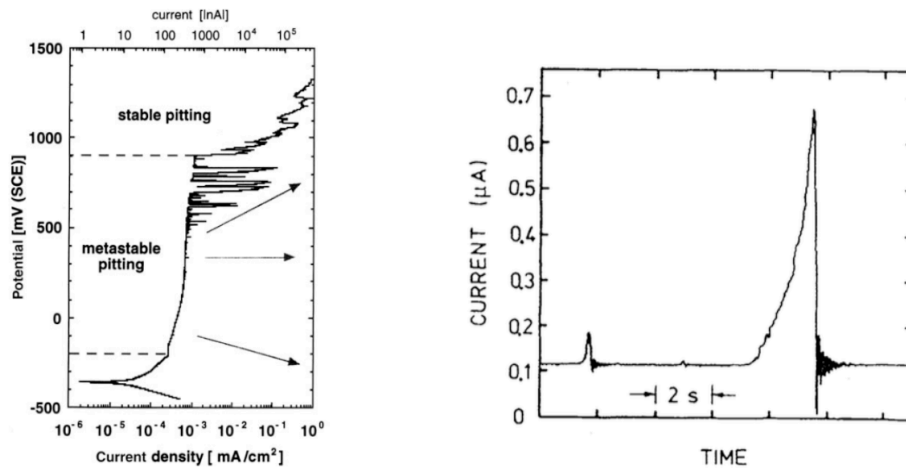 current [nA]
1 10 100 1000 10⁴ 10⁵
1500
1000
500
0
-500
Potential [mV (SCE)]
stable pitting
metastable
pitting
10⁻⁶ 10⁻⁵ 10⁻⁴ 10⁻³ 10⁻² 10⁻¹ 10⁰
Current density [ mA/cm²]
0,7
0,6
0,5
0.4
0.3
0,2
0,1
0
CURRENT (μA)
2 s
TIME